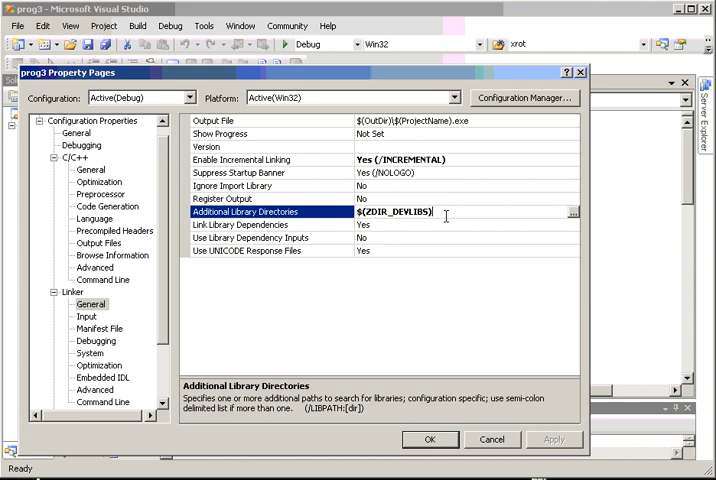 prog3 - Microsoft Visual Studio
File Edit View Project Build Debug Tools Window Community Help
Debug Win32 xrot
prog3 Property Pages
Configuration: Active(Debug) Platform: Active(Win32) Configuration Manager...
Configuration Properties
General
Debugging
C/C++
General
Optimization
Preprocessor
Code Generation
Language
Precompiled Headers
Output Files
Browse Information
Advanced
Command Line
Linker
General
Input
Manifest File
Debugging
System
Optimization
Embedded IDL
Advanced
Command Line
Output File $(OutDir)\$(ProjectName).exe
Show Progress Not Set
Version
Enable Incremental Linking Yes (/INCREMENTAL)
Suppress Startup Banner Yes (/NOLOGO)
Ignore Import Library No
Register Output No
Additional Library Directories $(ZDIR_DEVLIBS) ...
Link Library Dependencies Yes
Use Library Dependency Inputs No
Use UNICODE Response Files Yes
Additional Library Directories
Specifies one or more additional paths to search for libraries; configuration specific; use semi-colon
delimited list if more than one. (/LIBPATH:[dir])
OK Cancel Apply
Server Explorer
Ready